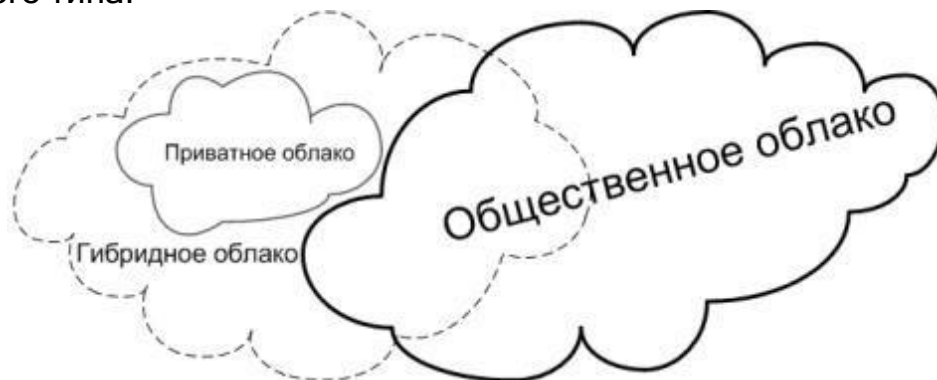 Приватное облако
Общественное облако
Гибридное облако